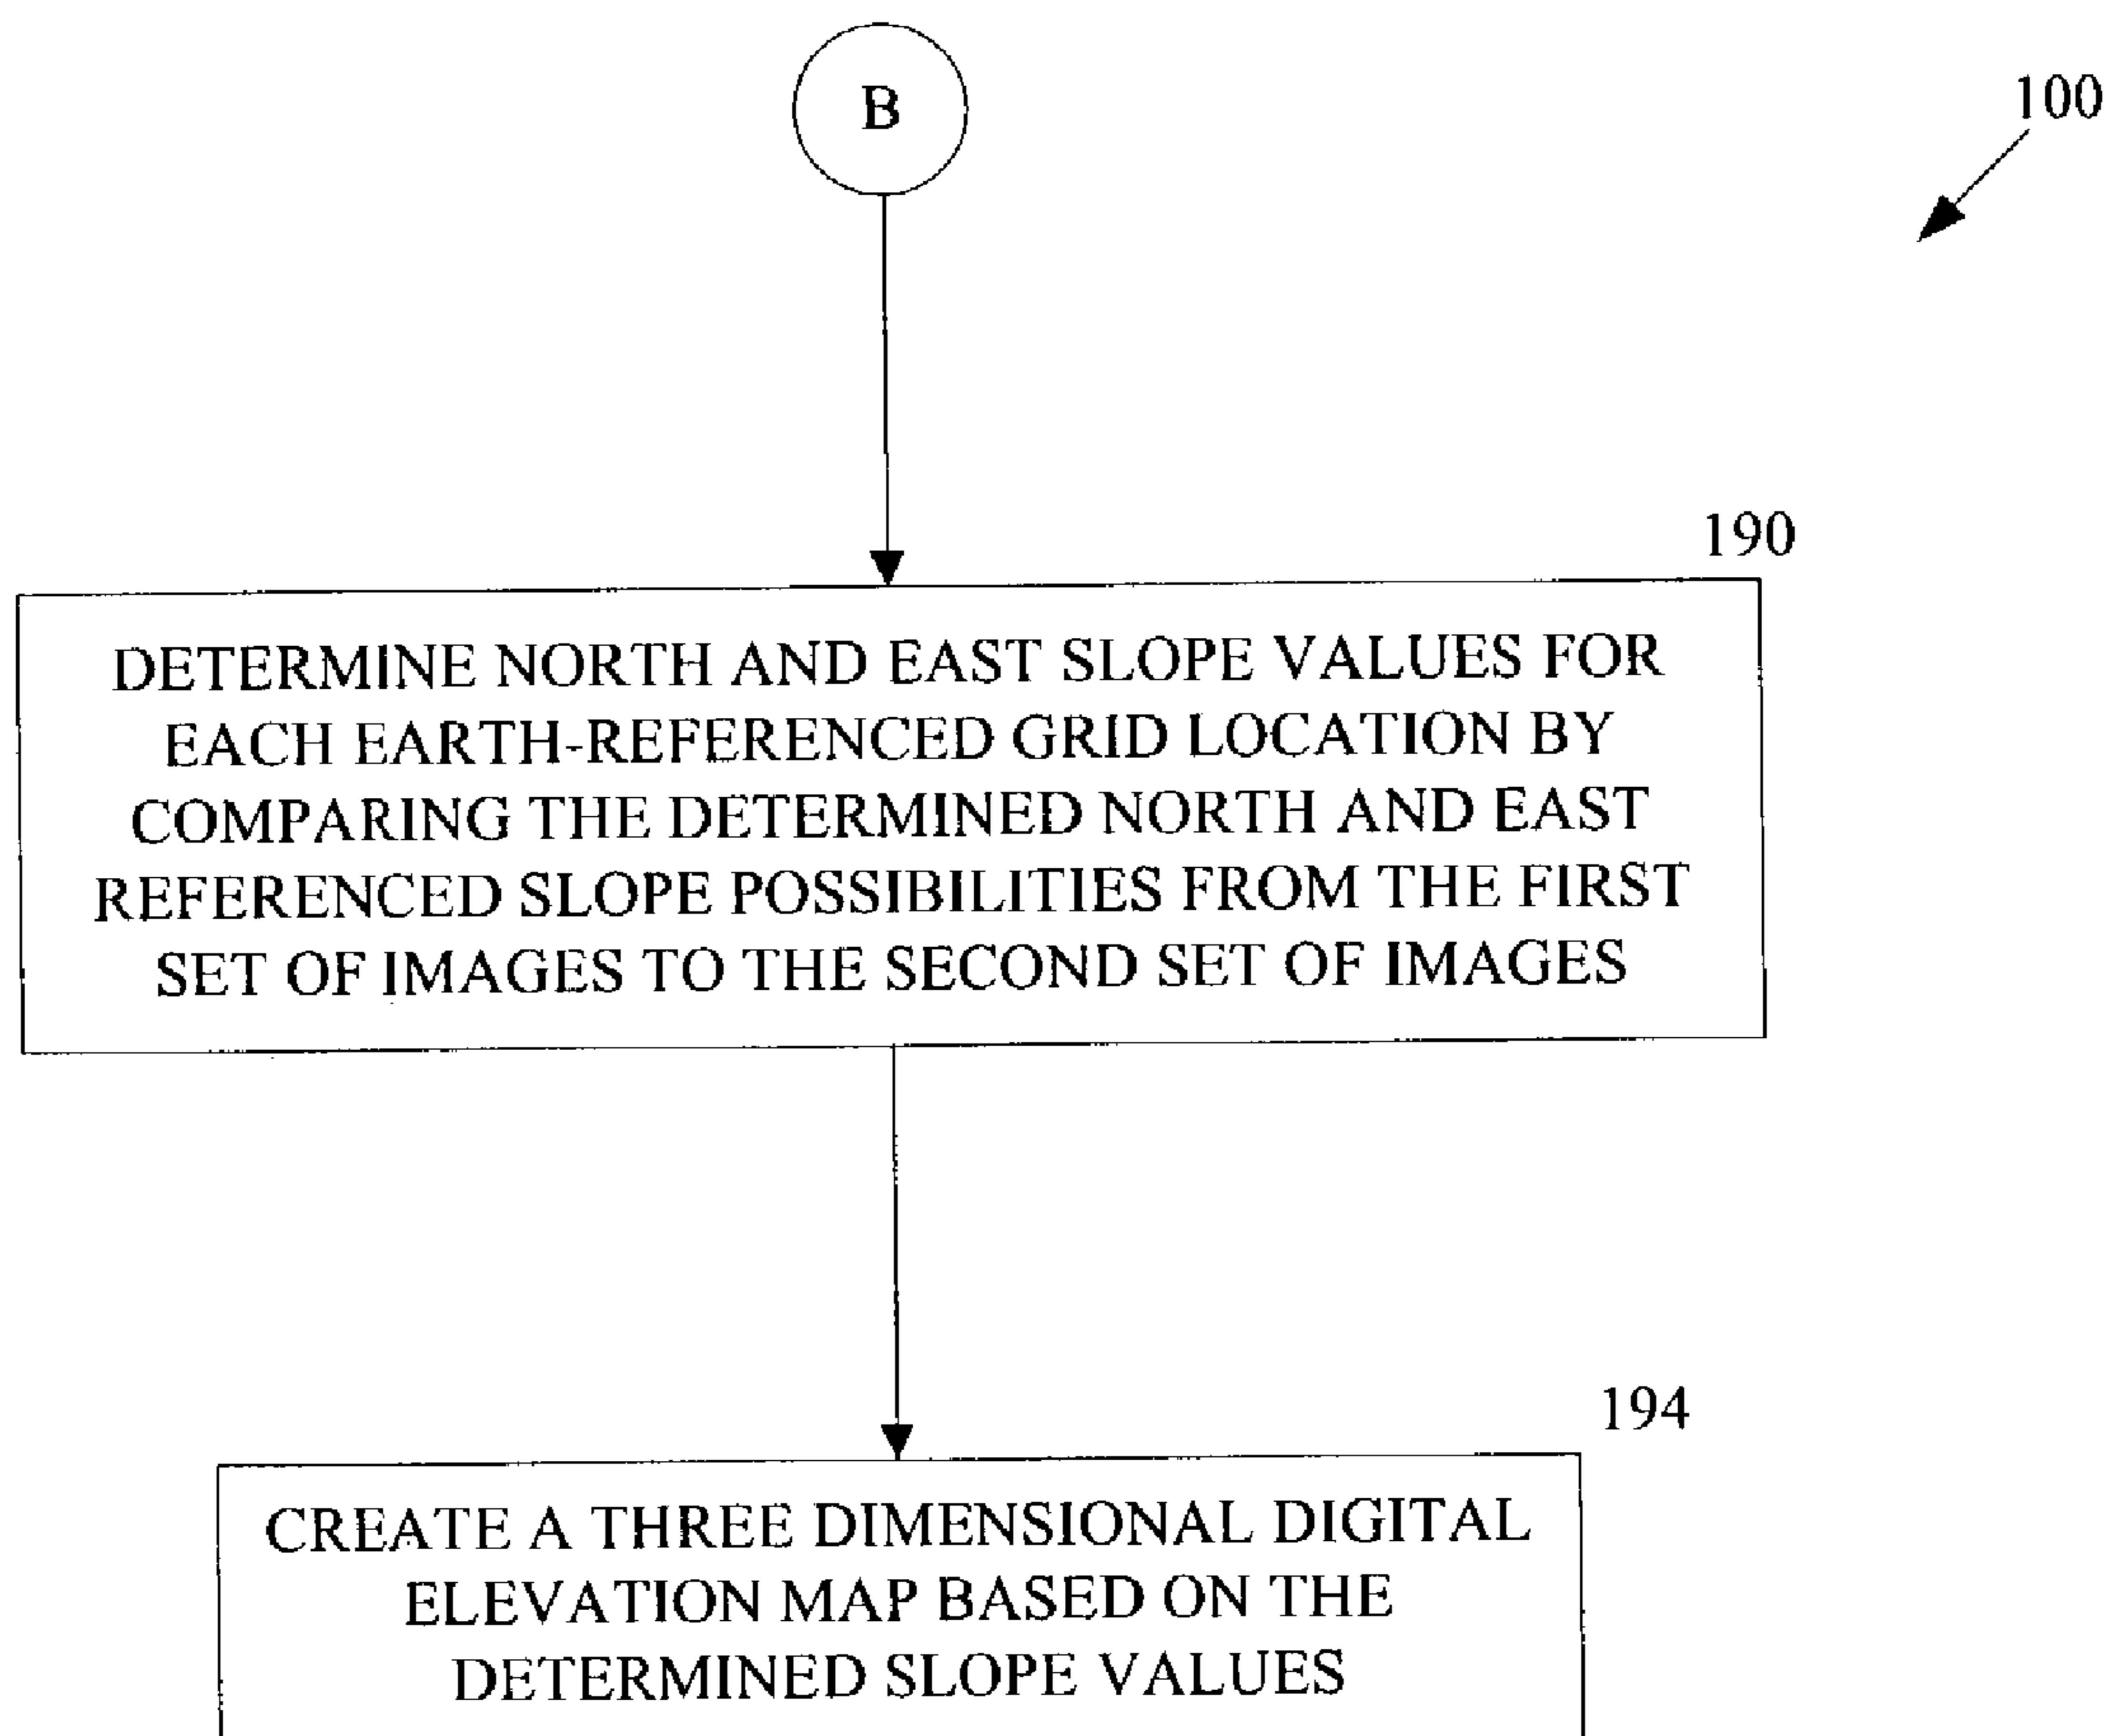 B
100
190
DETERMINE NORTH AND EAST SLOPE VALUES FOR
EACH EARTH-REFERENCED GRID LOCATION BY
COMPARING THE DETERMINED NORTH AND EAST
REFERENCED SLOPE POSSIBILITIES FROM THE FIRST
SET OF IMAGES TO THE SECOND SET OF IMAGES
194
CREATE A THREE DIMENSIONAL DIGITAL
ELEVATION MAP BASED ON THE
DETERMINED SLOPE VALUES